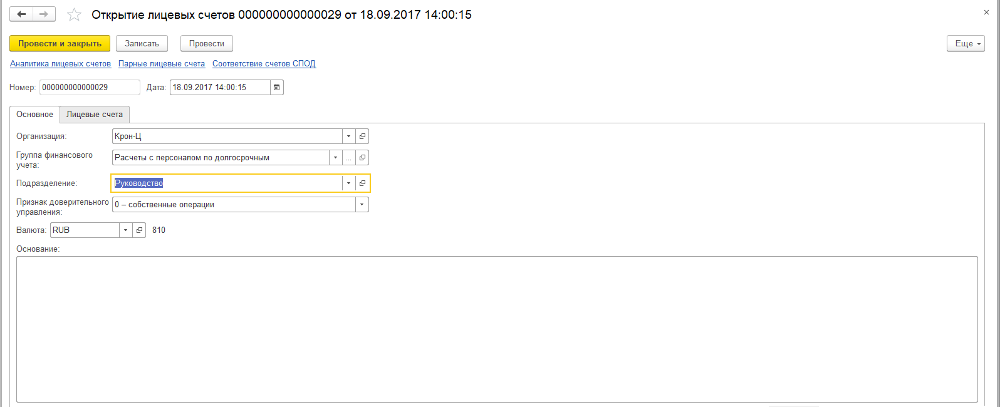 Открытие лицевых счетов 000000000000029 от 18.09.2017 14:00:15
Провести и закрыть Записать Провести Еще
Аналитика лицевых счетов Парные лицевые счета Соответствие счетов СПОД
Номер: 000000000000029 Дата: 18.09.2017 14:00:15
Основное Лицевые счета
Организация: Крон-Ц
Группа финансового
учета: Расчеты с персоналом по долгосрочным ...
Подразделение: Руководство
Признак доверительного
управления: 0 – собственные операции
Валюта: RUB 810
Основание: